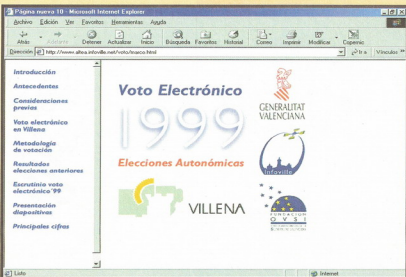 Página nueva 10 - Microsoft Internet Explorer
Archivo Edición Ver Favoritos Herramientas Ayuda
Atrás Adelante Detener Actualizar Inicio Búsqueda Favoritos Historial Correo Imprimir Modificar Copernic
Dirección http://www.altea.infoville.net/voto/marco.html Ir a Vínculos
Introducción
Antecedentes
Consideraciones
previas
Voto electrónico
en Villena
Metodología
de votación
Resultados
elecciones anteriores
Escrutinio voto
electrónico '99
Presentación
diapositivas
Principales cifras
Voto Electrónico
1999
Elecciones Autonómicas
VILLENA
GENERALITAT
VALENCIANA
Infoville
FUNDACION
OVSI
Listo
Internet